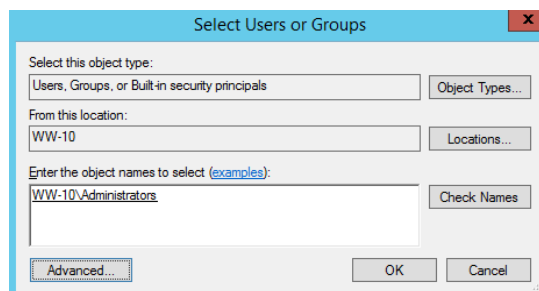 Select Users or Groups
x
Select this object type:
Users, Groups, or Built-in security principals
Object Types...
From this location:
WW-10
Locations...
Enter the object names to select (examples):
WW-10\Administrators
Check Names
Advanced...
OK
Cancel